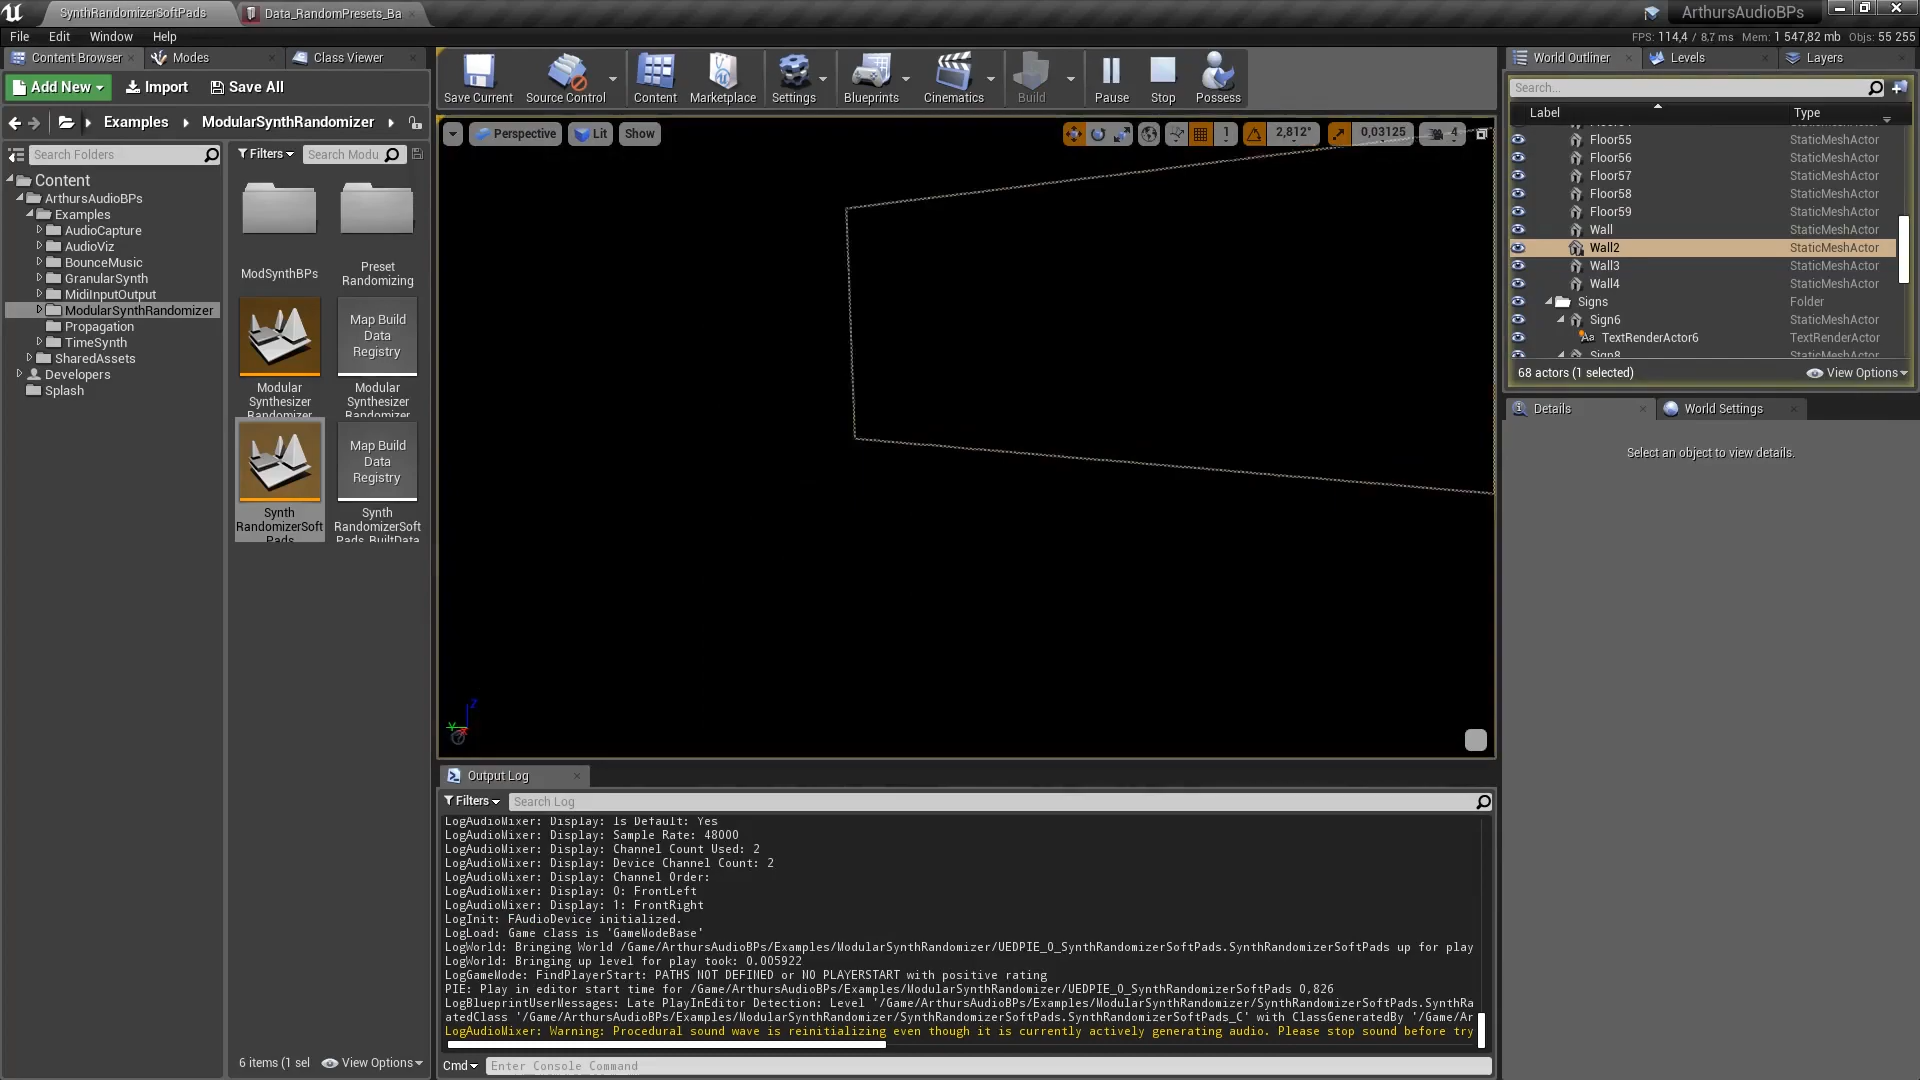 SynthRandomizerSoftPads
Data_RandomPresets_Ba
ArthursAudioBPs
File Edit Window Help
FPS: 114,4 / 8.7 ms Mem: 1 547,82 mb Objs: 55 255
Content Browser
Modes
Class Viewer
Add New
Import
Save All
Examples
ModularSynthRandomizer
Search Folders
Filters
Search Modu
Content
ArthursAudioBPs
Examples
AudioCapture
AudioViz
BounceMusic
GranularSynth
MidiInputOutput
ModularSynthRandomizer
Propagation
TimeSynth
SharedAssets
Developers
Splash
ModSynthBPs
Preset
Randomizing
Map Build
Data
Registry
Modular
Synthesizer
Randomizer
Modular
Synthesizer
Randomizer
Map Build
Data
Registry
Synth
RandomizerSoft
Pads
Synth
RandomizerSoft
Pads_BuiltData
6 items (1 sel
View Options
Save Current
Source Control
Content
Marketplace
Settings
Blueprints
Cinematics
Build
Pause
Stop
Possess
Perspective
Lit
Show
1
2,812°
0,03125
4
Z
Y
Output Log
Filters
Search Log
LogAudioMixer: Display: Is Default: Yes
LogAudioMixer: Display: Sample Rate: 48000
LogAudioMixer: Display: Channel Count Used: 2
LogAudioMixer: Display: Device Channel Count: 2
LogAudioMixer: Display: Channel Order:
LogAudioMixer: Display: 0: FrontLeft
LogAudioMixer: Display: 1: FrontRight
LogInit: FAudioDevice initialized.
LogLoad: Game class is 'GameModeBase'
LogWorld: Bringing World /Game/ArthursAudioBPs/Examples/ModularSynthRandomizer/UEDPIE_0_SynthRandomizerSoftPads.SynthRandomizerSoftPads up for play
LogWorld: Bringing up level for play took: 0.005922
LogGameMode: FindPlayerStart: PATHS NOT DEFINED or NO PLAYERSTART with positive rating
PIE: Play in editor start time for /Game/ArthursAudioBPs/Examples/ModularSynthRandomizer/UEDPIE_0_SynthRandomizerSoftPads 0,826
LogBlueprintUserMessages: Late PlayInEditor Detection: Level '/Game/ArthursAudioBPs/Examples/ModularSynthRandomizer/SynthRandomizerSoftPads.SynthRa
atedClass '/Game/ArthursAudioBPs/Examples/ModularSynthRandomizer/SynthRandomizerSoftPads.SynthRandomizerSoftPads_C' with ClassGeneratedBy '/Game/Ar
LogAudioMixer: Warning: Procedural sound wave is reinitializing even though it is currently actively generating audio. Please stop sound before try
Cmd
Enter Console Command
World Outliner
Levels
Layers
Search...
Label Type
Floor55 StaticMeshActor
Floor56 StaticMeshActor
Floor57 StaticMeshActor
Floor58 StaticMeshActor
Floor59 StaticMeshActor
Wall StaticMeshActor
Wall2 StaticMeshActor
Wall3 StaticMeshActor
Wall4 StaticMeshActor
Signs Folder
Sign6 StaticMeshActor
TextRenderActor6 TextRenderActor
Sign8 StaticMeshActor
68 actors (1 selected)
View Options
Details
World Settings
Select an object to view details.